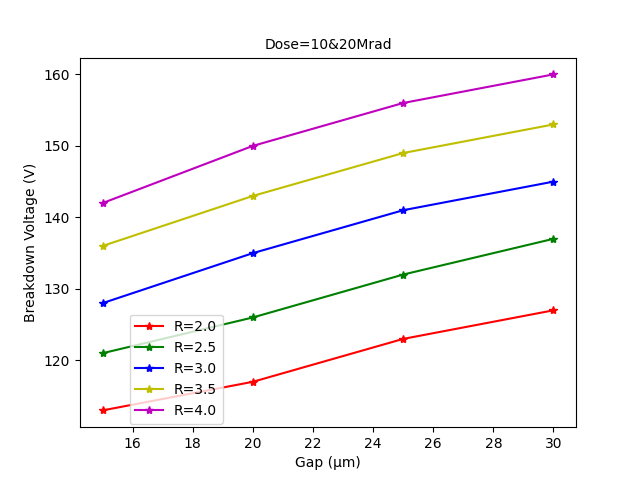 Dose=10&20Mrad
160
150
140
130
120
Breakdown Voltage (V)
R=2.0
R=2.5
R=3.0
R=3.5
R=4.0
16 18 20 22 24 26 28 30
Gap (μm)